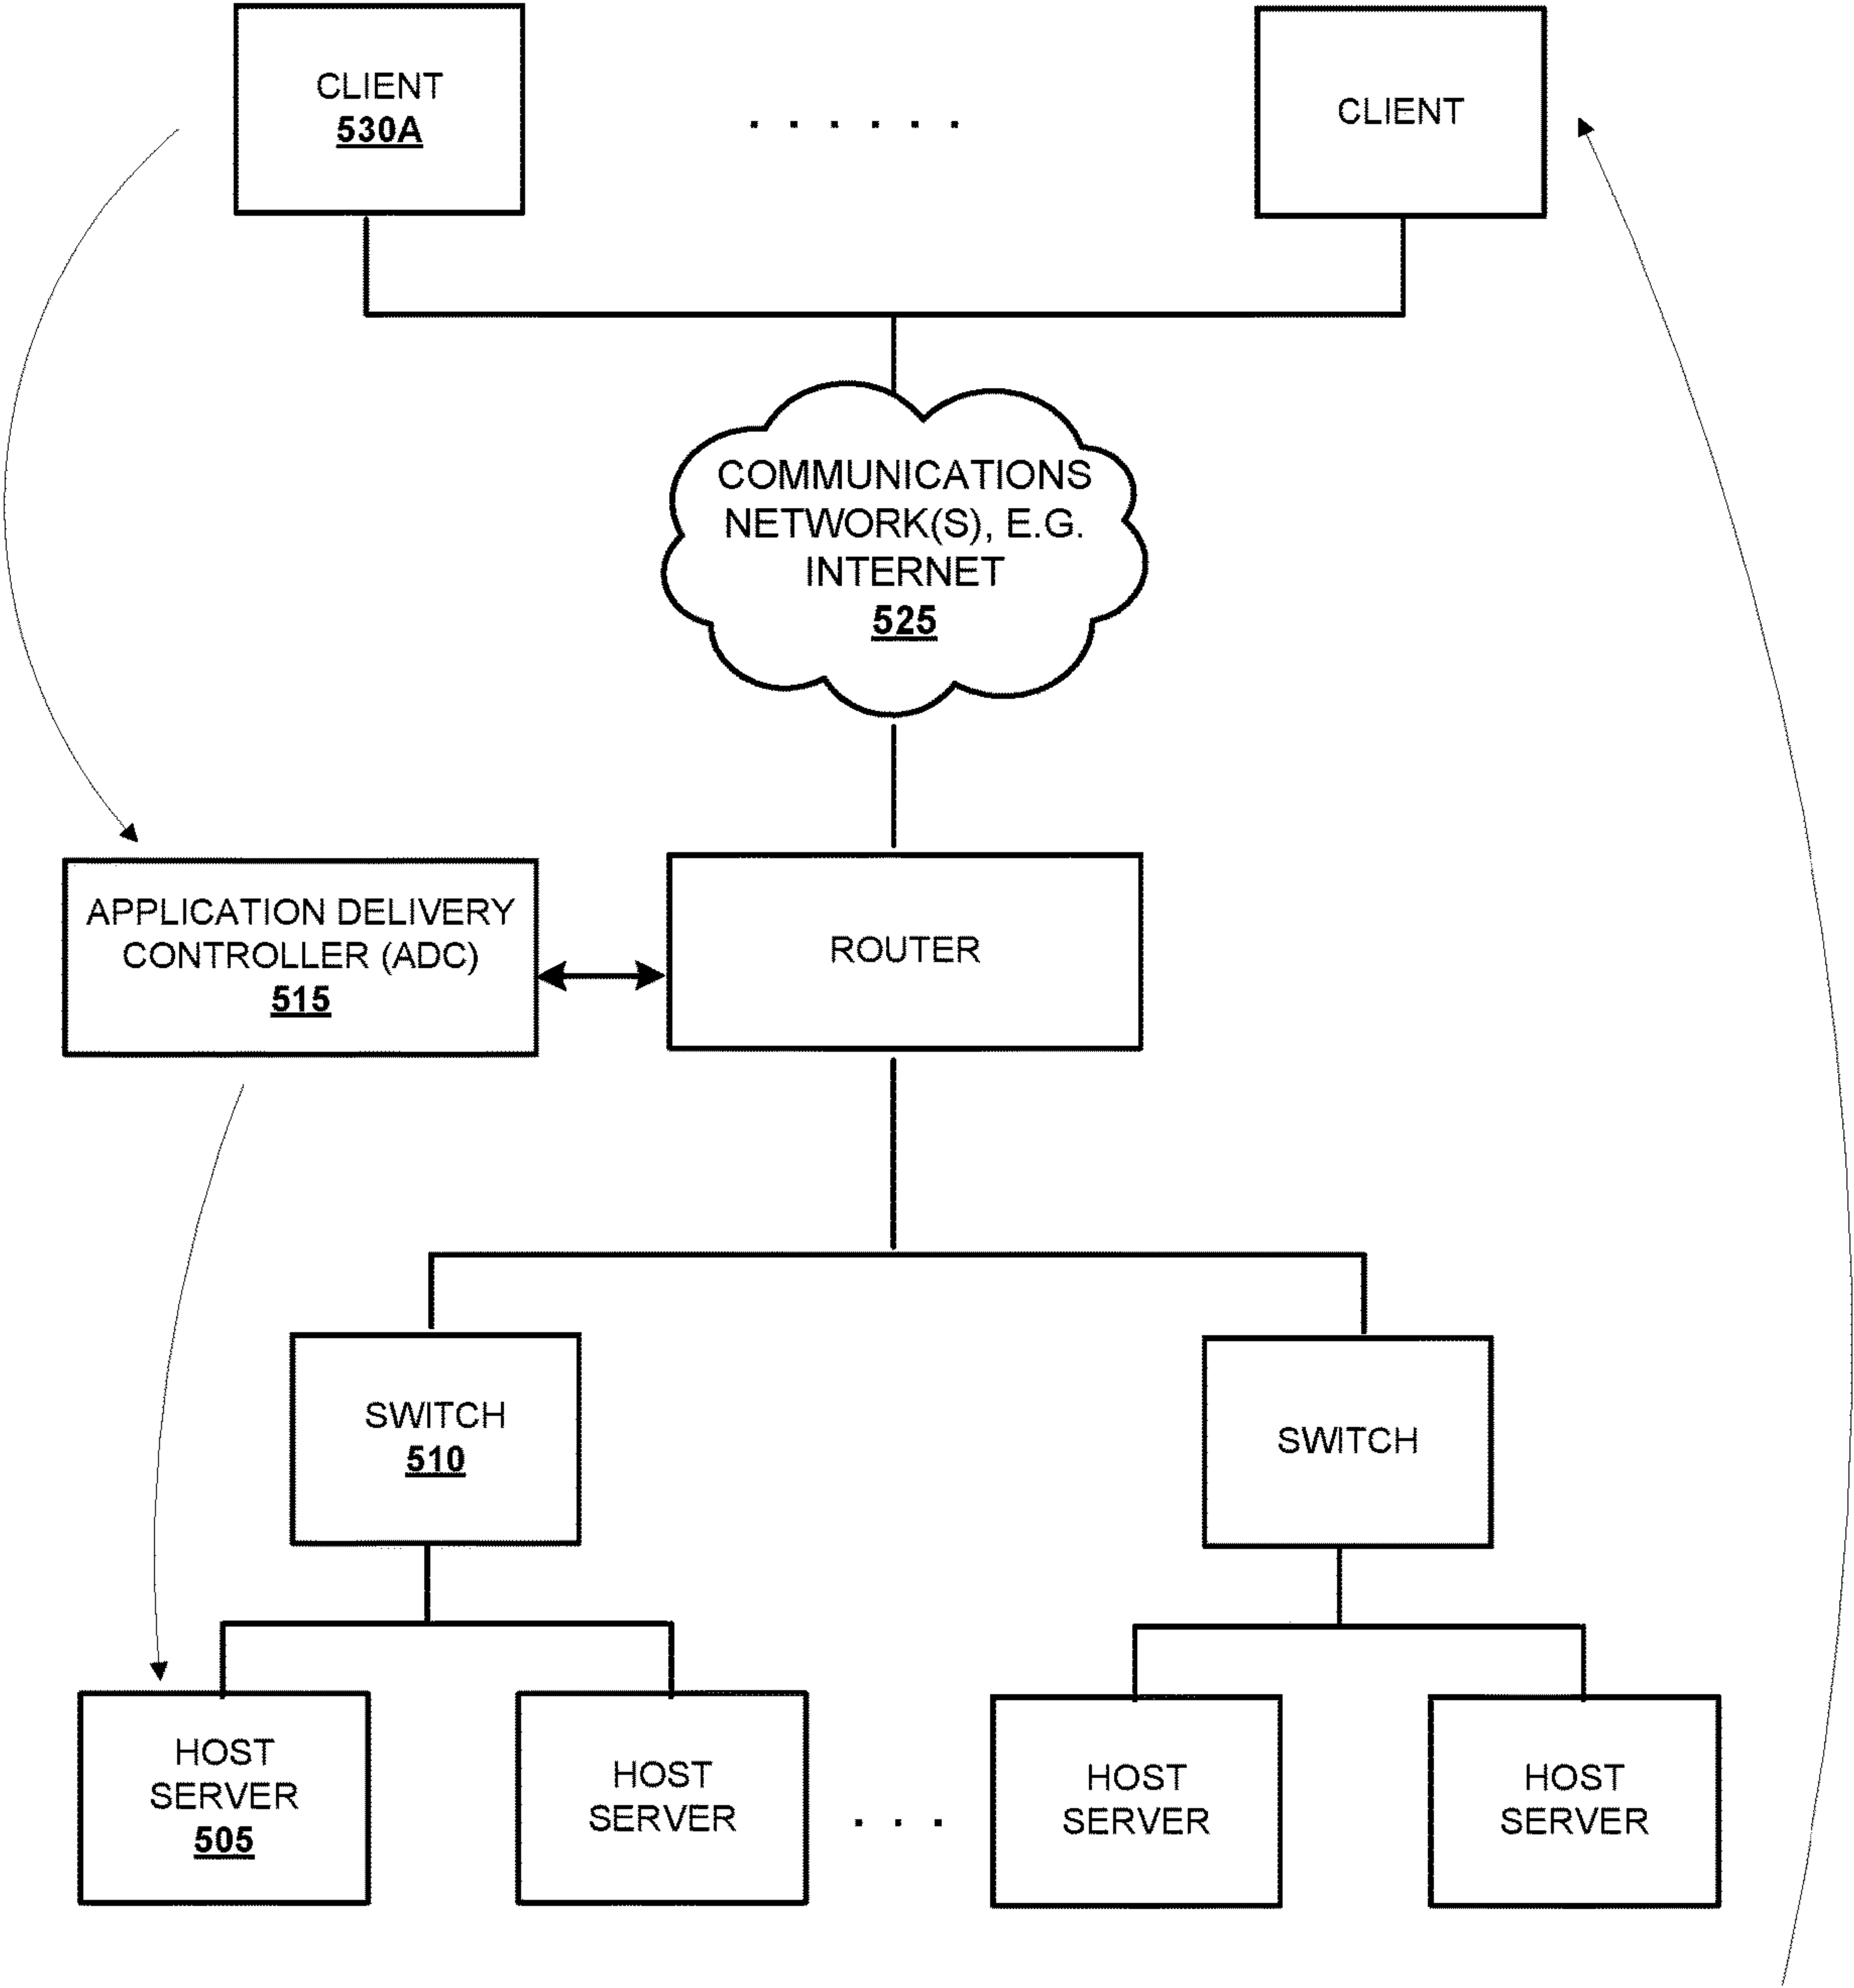 CLIENT
530A
. . . . . .
CLIENT
COMMUNICATIONS
NETWORK(S), E.G.
INTERNET
525
APPLICATION DELIVERY
CONTROLLER (ADC)
515
ROUTER
SWITCH
510
SWITCH
HOST
SERVER
505
HOST
SERVER
. . .
HOST
SERVER
HOST
SERVER